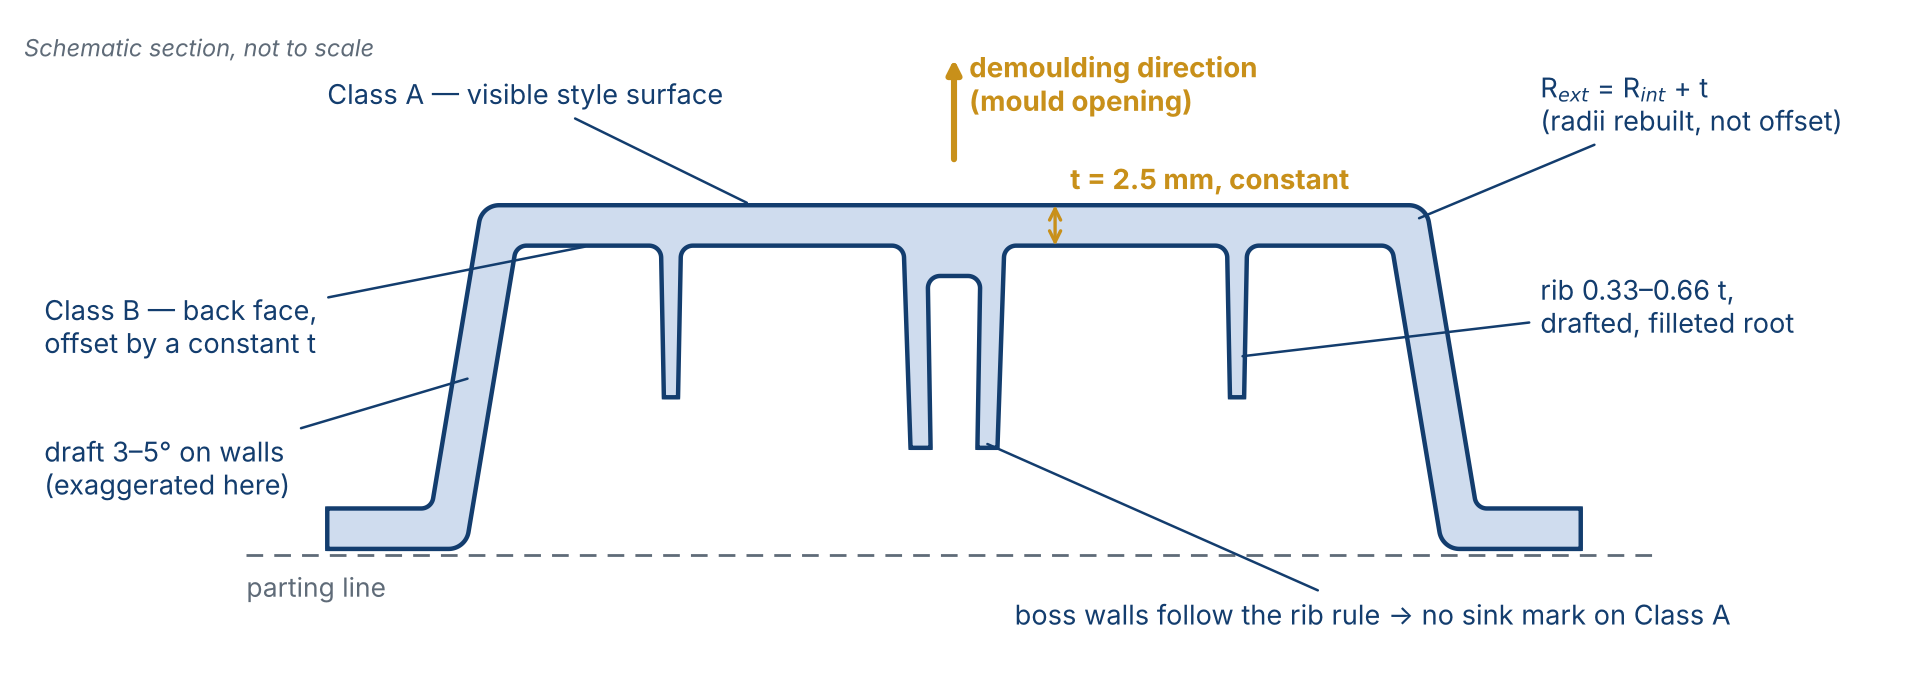 Schematic section, not to scale
Class A — visible style surface
demoulding direction
(mould opening)
R_ext = R_int + t
(radii rebuilt, not offset)
t = 2.5 mm, constant
Class B — back face,
offset by a constant t
rib 0.33–0.66 t,
drafted, filleted root
draft 3–5° on walls
(exaggerated here)
parting line
boss walls follow the rib rule → no sink mark on Class A